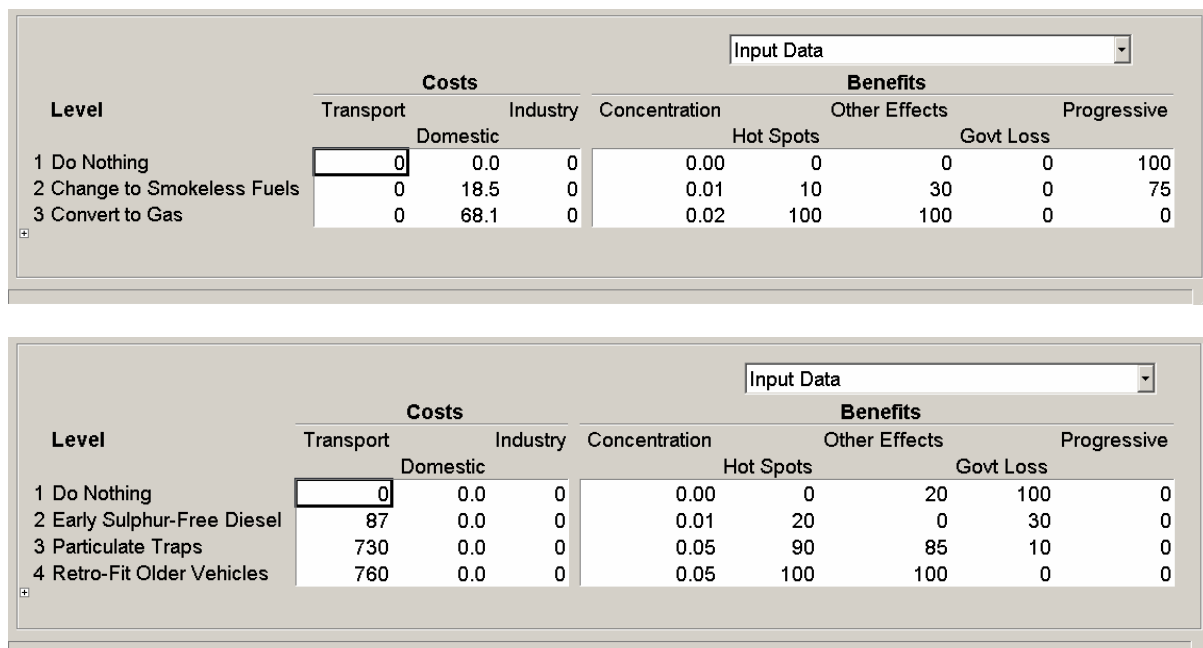 Input Data
Costs Benefits
Level Transport Industry Concentration Other Effects Progressive
Domestic Hot Spots Govt Loss
1 Do Nothing 0 0.0 0 0.00 0 0 0 100
2 Change to Smokeless Fuels 0 18.5 0 0.01 10 30 0 75
3 Convert to Gas 0 68.1 0 0.02 100 100 0 0
Input Data
Costs Benefits
Level Transport Industry Concentration Other Effects Progressive
Domestic Hot Spots Govt Loss
1 Do Nothing 0 0.0 0 0.00 0 20 100 0
2 Early Sulphur-Free Diesel 87 0.0 0 0.01 20 0 30 0
3 Particulate Traps 730 0.0 0 0.05 90 85 10 0
4 Retro-Fit Older Vehicles 760 0.0 0 0.05 100 100 0 0